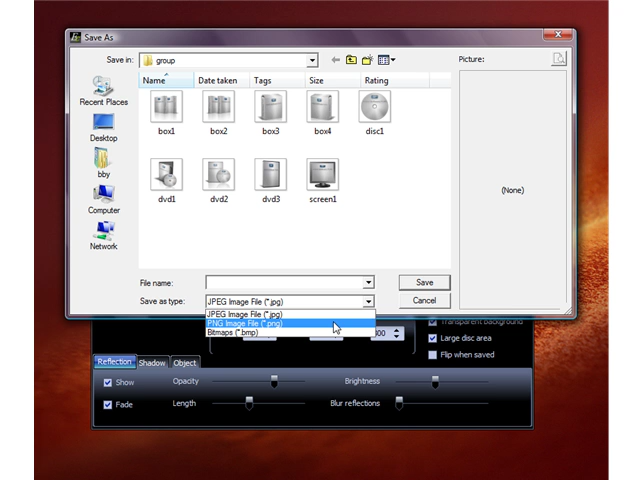 Save As
Save in: group
Picture:
Name Date taken Tags Size Rating
Recent Places
Desktop
bby
Computer
Network
box1 box2 box3 box4 disc1
dvd1 dvd2 dvd3 screen1
(None)
File name:
Save
Save as type: JPEG Image File (*.jpg)
Cancel
JPEG Image File (*.jpg)
PNG Image File (*.png)
Bitmaps (*.bmp)
Transparent background
Large disc area
Flip when saved
Reflection Shadow Object
Show Opacity Brightness
Fade Length Blur reflections